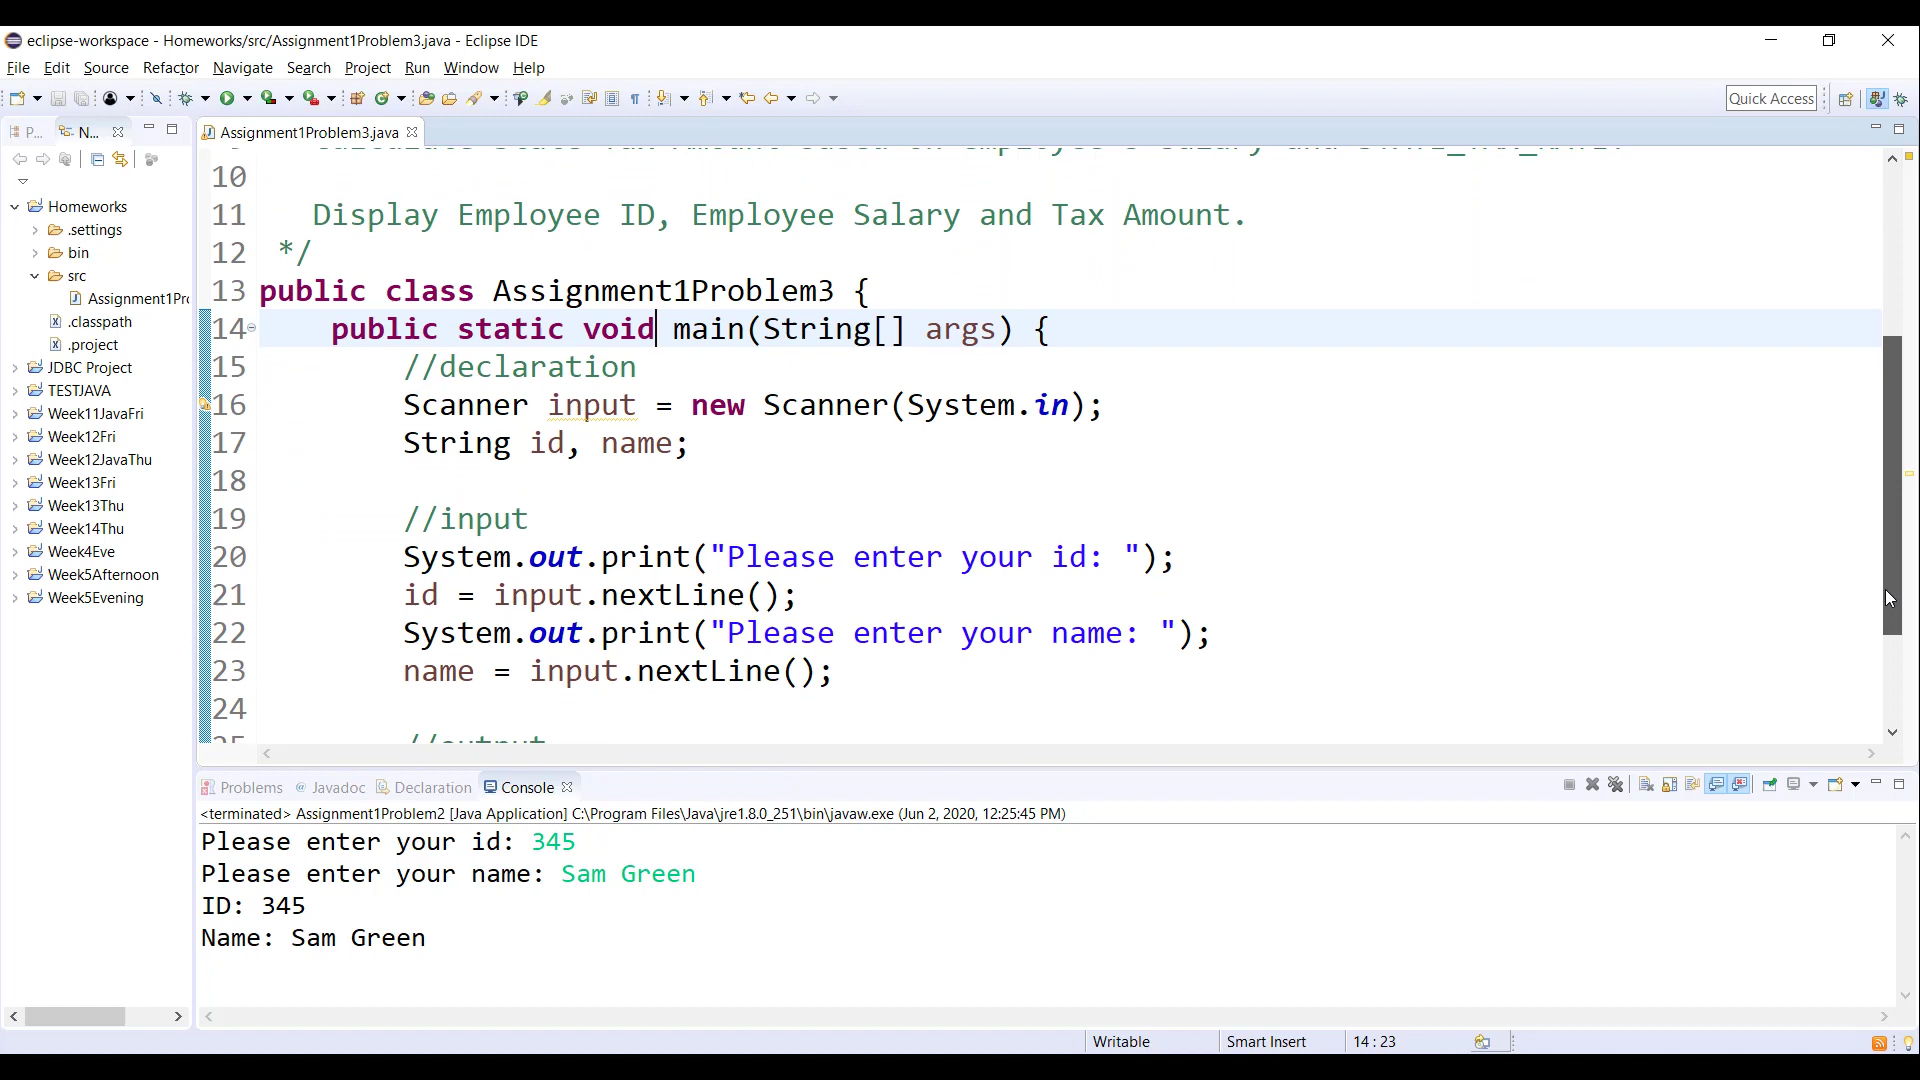 eclipse-workspace - Homeworks/src/Assignment1Problem3.java - Eclipse IDE
File Edit Source Refactor Navigate Search Project Run Window Help
Quick Access
P... N... Assignment1Problem3.java
Homeworks
.settings
bin
src
Assignment1Pr
.classpath
.project
JDBC Project
TESTJAVA
Week11JavaFri
Week12Fri
Week12JavaThu
Week13Fri
Week13Thu
Week14Thu
Week4Eve
Week5Afternoon
Week5Evening
10
11 Display Employee ID, Employee Salary and Tax Amount.
12 */
13 public class Assignment1Problem3 {
14 public static void main(String[] args) {
15 //declaration
16 Scanner input = new Scanner(System.in);
17 String id, name;
18
19 //input
20 System.out.print("Please enter your id: ");
21 id = input.nextLine();
22 System.out.print("Please enter your name: ");
23 name = input.nextLine();
24
Problems @ Javadoc Declaration Console
<terminated> Assignment1Problem2 [Java Application] C:\Program Files\Java\jre1.8.0_251\bin\javaw.exe (Jun 2, 2020, 12:25:45 PM)
Please enter your id: 345
Please enter your name: Sam Green
ID: 345
Name: Sam Green
Writable Smart Insert 14 : 23